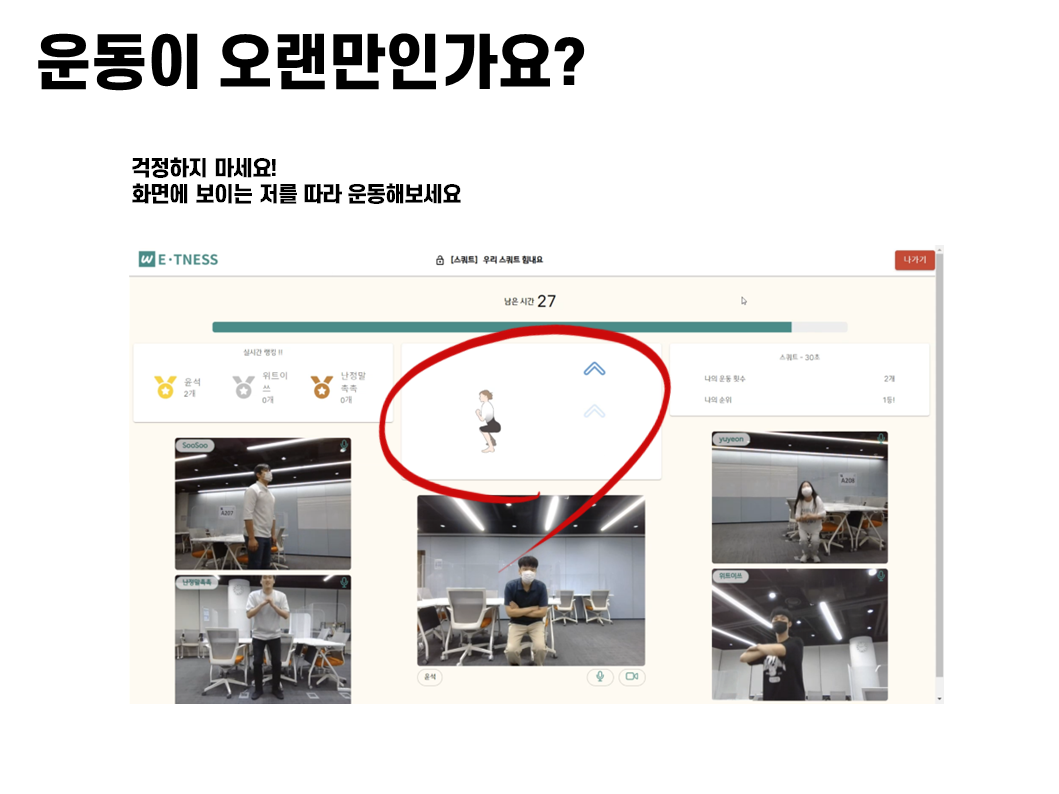 운동이 오랜만인가요?
걱정하지 마세요!
화면에 보이는 저를 따라 운동해보세요
WE·TNESS
[스쿼트] 우리 스쿼트 힘내요
나가기
남은 시간 27
실시간 랭킹 !!
윤석
2개
위트이
쓰
0개
난정말
촉촉
0개
스쿼트 - 30초
나의 운동 횟수 2개
나의 순위 1등!
SooSoo
A207
난정말촉촉
윤석
yuyeon
A208
위트이쓰